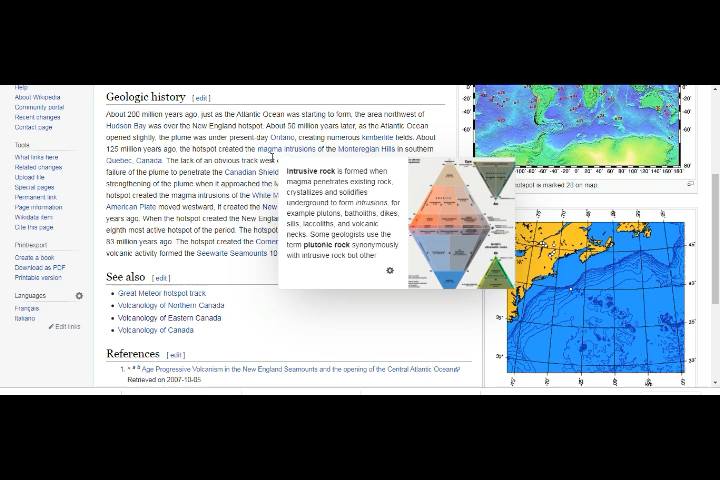 Help
About Wikipedia
Community portal
Recent changes
Contact page
Tools
What links here
Related changes
Upload file
Special pages
Permanent link
Page information
Wikidata item
Cite this page
Print/export
Create a book
Download as PDF
Printable version
Languages
Français
Italiano
Edit links
Geologic history [ edit ]
About 200 million years ago, just as the Atlantic Ocean was starting to form, the area northwest of
Hudson Bay was over the New England hotspot. About 50 million years later, as the Atlantic Ocean
opened slightly, the plume was under present-day Ontario, creating numerous kimberlite fields. About
125 million years ago, the hotspot created the magma intrusions of the Monteregian Hills in southern
Quebec, Canada. The lack of an obvious track west
failure of the plume to penetrate the Canadian Shield
strengthening of the plume when it approached the
hotspot created the magma intrusions of the White
American Plate moved westward, it created the New
years ago. When the hotspot created the New
eighth most active hotspot of the period. The hotspot
83 million years ago. The hotspot created the
volcanic activity formed the Seewarte Seamounts 10
Intrusive rock is formed when
magma penetrates existing rock,
crystallizes and solidifies
underground to form intrusions, for
example plutons, batholiths, dikes,
sills, laccoliths, and volcanic
necks. Some geologists use the
term plutonic rock synonymously
with intrusive rock but other
See also [ edit ]
Great Meteor hotspot track
Volcanology of Northern Canada
Volcanology of Eastern Canada
Volcanology of Canada
References [ edit ]
1. ^ a b Age Progressive Volcanism in the New England Seamounts and the opening of the Central Atlantic Ocean
Retrieved on 2007-10-05
hotspot is marked 28 on map.